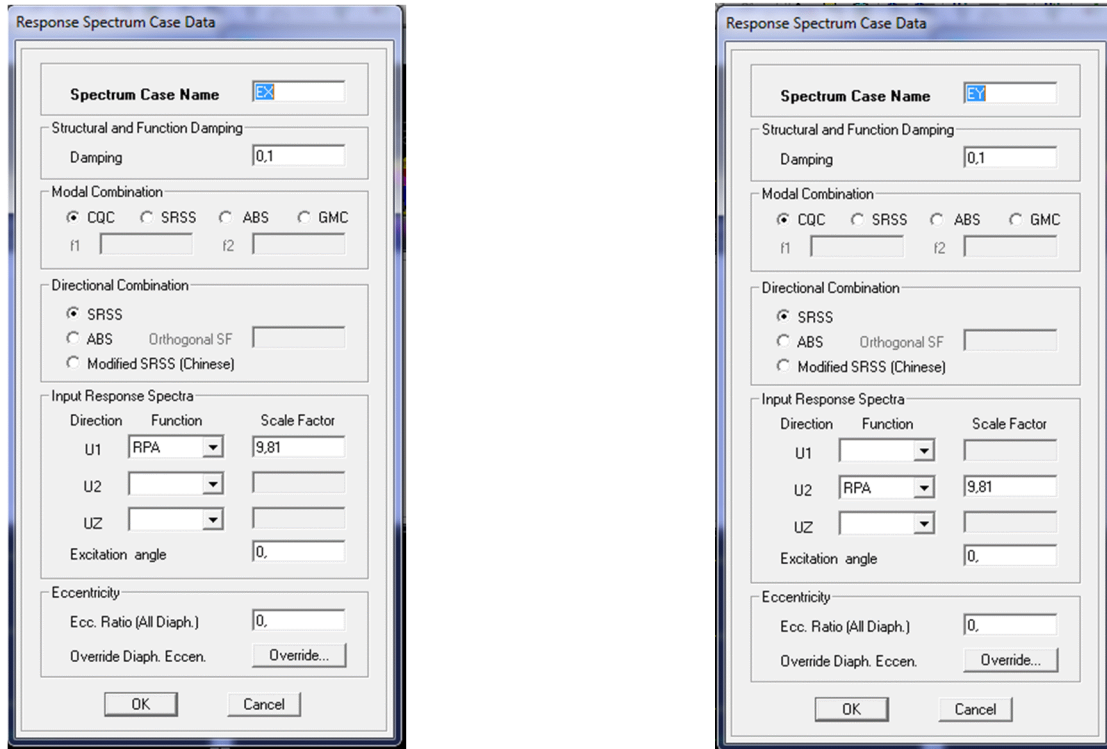 Response Spectrum Case Data
Spectrum Case Name EX
Structural and Function Damping
Damping 0,1
Modal Combination
CQC SRSS ABS GMC
f1 f2
Directional Combination
SRSS
ABS Orthogonal SF
Modified SRSS (Chinese)
Input Response Spectra
Direction Function Scale Factor
U1 RPA 9,81
U2
UZ
Excitation angle 0,
Eccentricity
Ecc. Ratio (All Diaph.) 0,
Override Diaph. Eccen. Override...
OK Cancel
Response Spectrum Case Data
Spectrum Case Name EY
Structural and Function Damping
Damping 0,1
Modal Combination
CQC SRSS ABS GMC
f1 f2
Directional Combination
SRSS
ABS Orthogonal SF
Modified SRSS (Chinese)
Input Response Spectra
Direction Function Scale Factor
U1
U2 RPA 9,81
UZ
Excitation angle 0,
Eccentricity
Ecc. Ratio (All Diaph.) 0,
Override Diaph. Eccen. Override...
OK Cancel